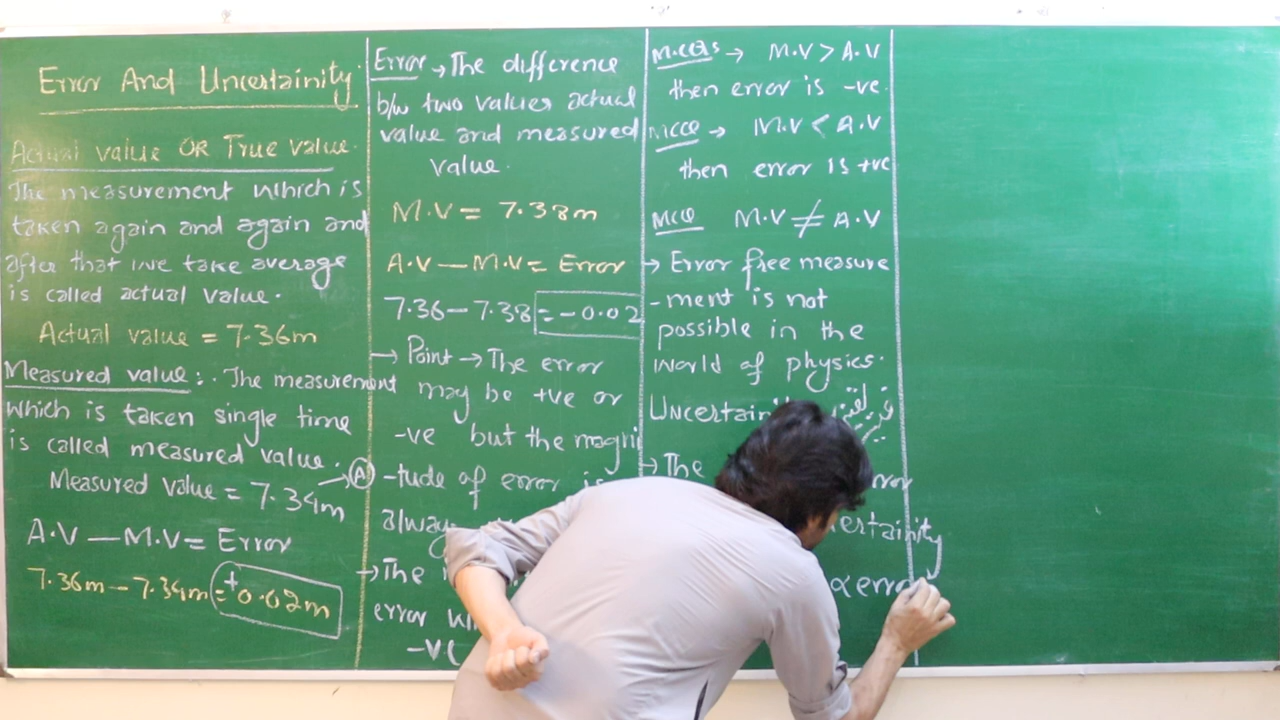 Error And Uncertainity
Actual value OR True value.
The measurement which is
taken again and again and
after that we take average
is called actual value.
Actual value = 7.36m
Measured value:. The measurement
which is taken single time
is called measured value.
Measured Value = 7.34m
A.V — M.V = Error
7.36m - 7.34m = +0.02m
Error → The difference
b/w two values actual
value and measured
value.
M.V = 7.38m
A.V — M.V = Error
7.36 - 7.38 = -0.02
→ Point → The error
may be +ve or
-ve but the magni
→ (A) -tude of error is
alway
→ The
error
-ve
M.CQs → M.V > A.V
then error is -ve.
MCQ → M.V < A.V
then error is +ve
MCQ M.V ≠ A.V
→ Error free measure
-ment is not
possible in the
world of physics.
Uncertain
→ The error
ertainity
α erro